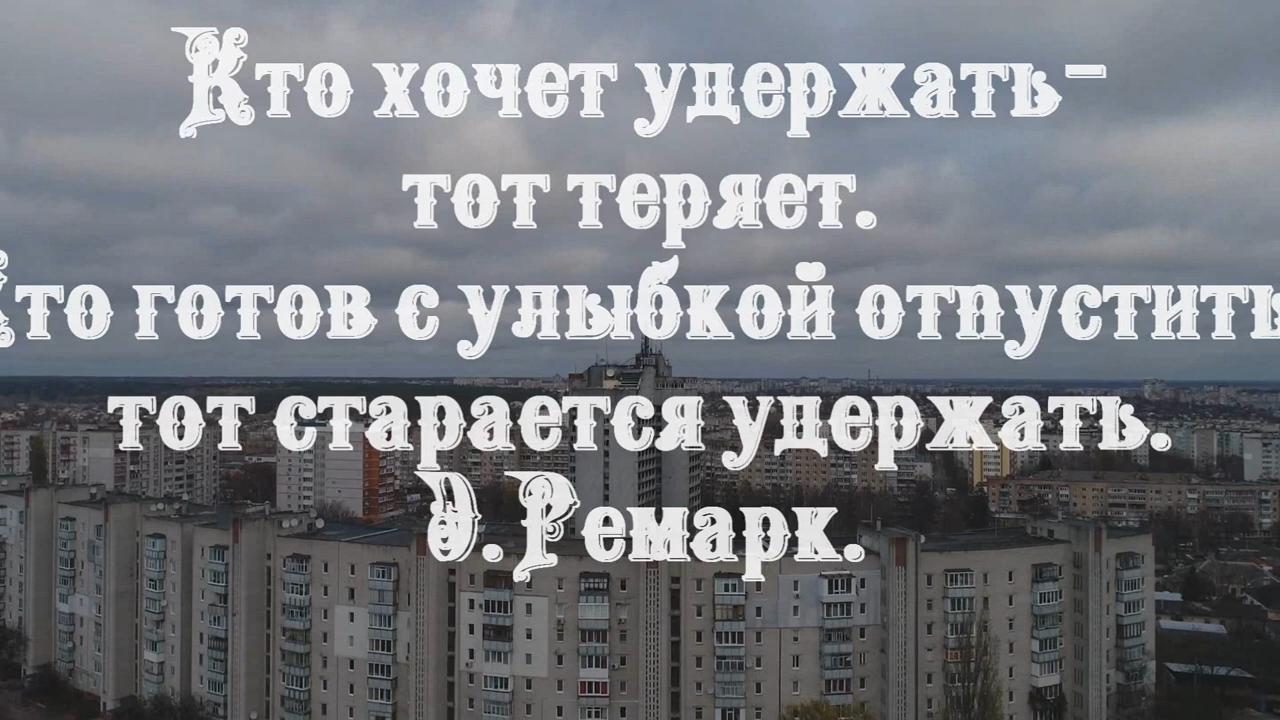 Кто хочет удержать-
тот теряет.
Кто готов с улыбкой отпустить
тот старается удержать.
Э. Ремарк.